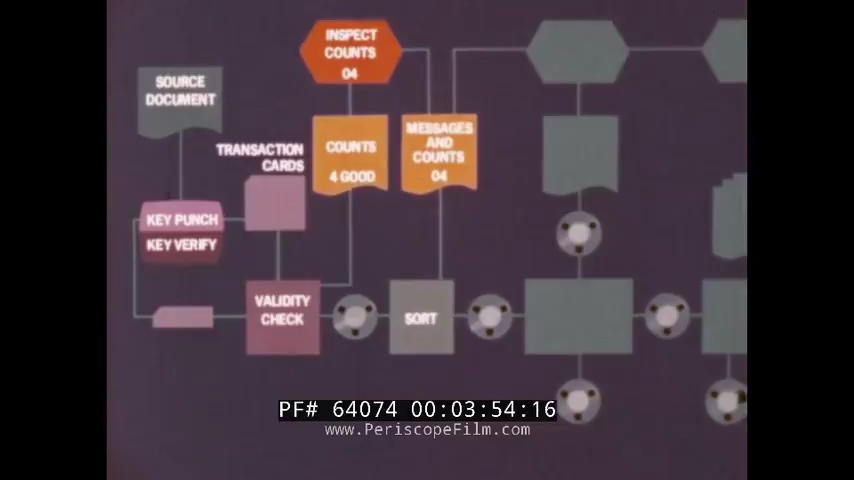 INSPECT
COUNTS
04
SOURCE
DOCUMENT
TRANSACTION
CARDS
COUNTS
4 GOOD
MESSAGES
AND
COUNTS
04
KEY PUNCH
KEY VERIFY
VALIDITY
CHECK
SORT
PF# 64074 00:03:54:16
www.PeriscopeFilm.com